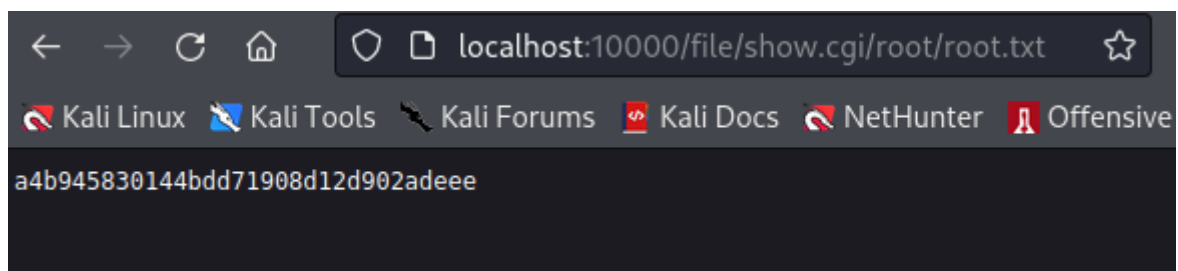 localhost:10000/file/show.cgi/root/root.txt
Kali Linux Kali Tools Kali Forums Kali Docs NetHunter Offensive
a4b945830144bdd71908d12d902adeee